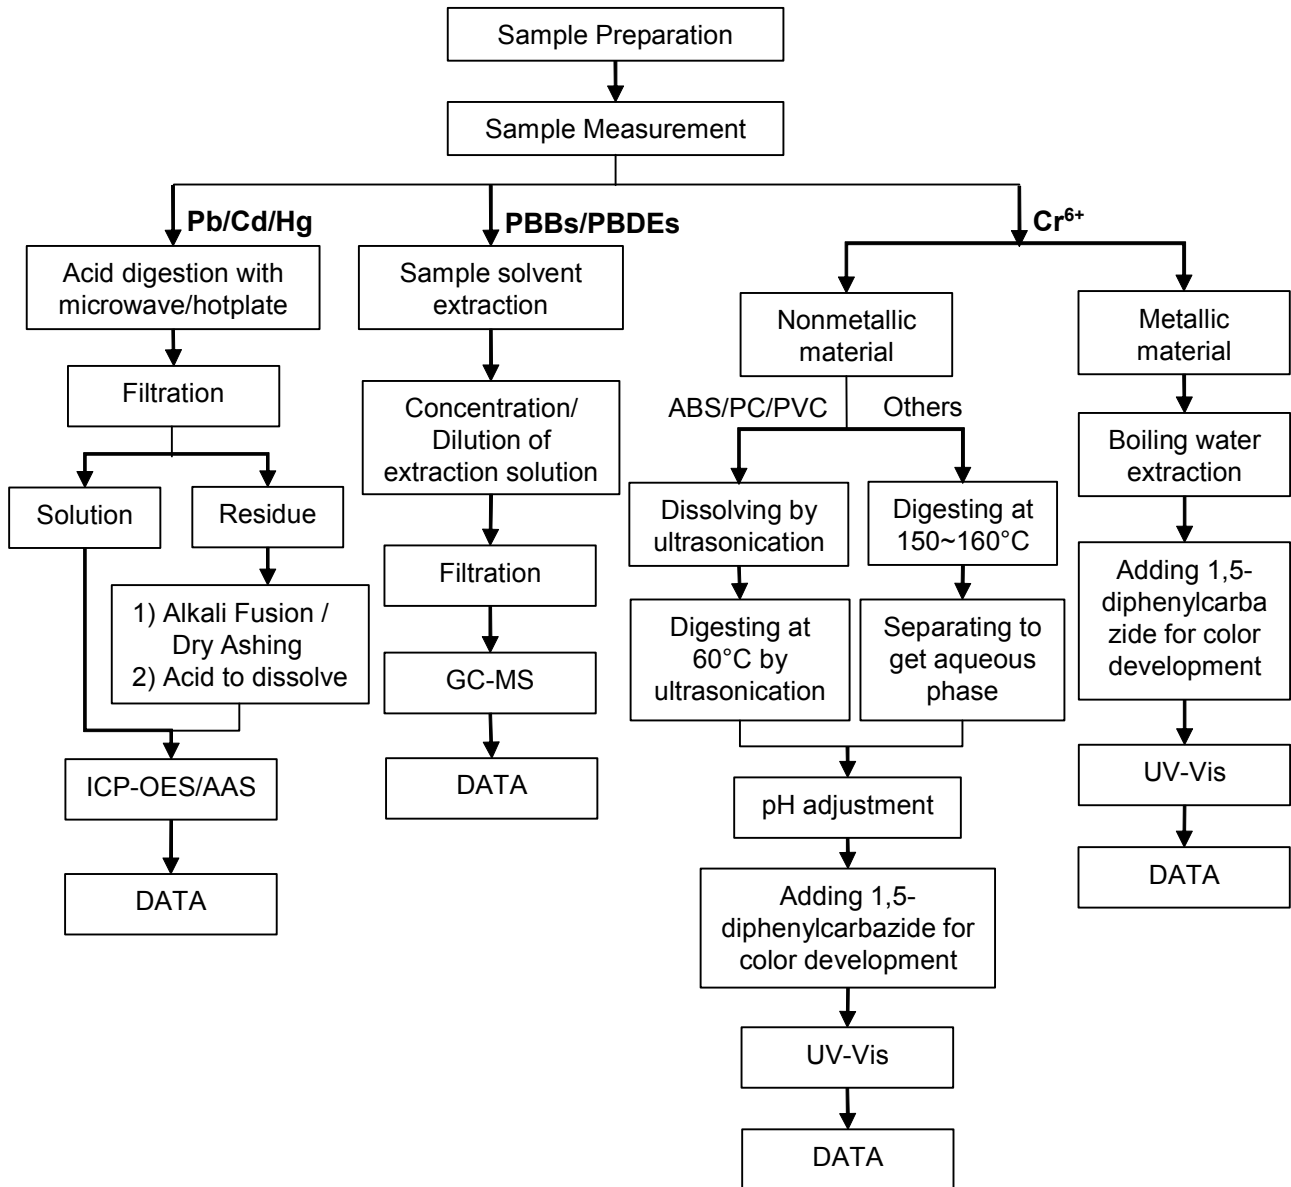 Sample Preparation
Sample Measurement
Pb/Cd/Hg
PBBs/PBDEs
Cr⁶⁺
Acid digestion with
microwave/hotplate
Filtration
Solution
Residue
1) Alkali Fusion /
Dry Ashing
2) Acid to dissolve
ICP-OES/AAS
DATA
Sample solvent
extraction
Concentration/
Dilution of
extraction solution
Filtration
GC-MS
DATA
Nonmetallic
material
ABS/PC/PVC
Others
Dissolving by
ultrasonication
Digesting at
60°C by
ultrasonication
Digesting at
150~160°C
Separating to
get aqueous
phase
pH adjustment
Adding 1,5-
diphenylcarbazide for
color development
UV-Vis
DATA
Metallic
material
Boiling water
extraction
Adding 1,5-
diphenylcarba
zide for color
development
UV-Vis
DATA